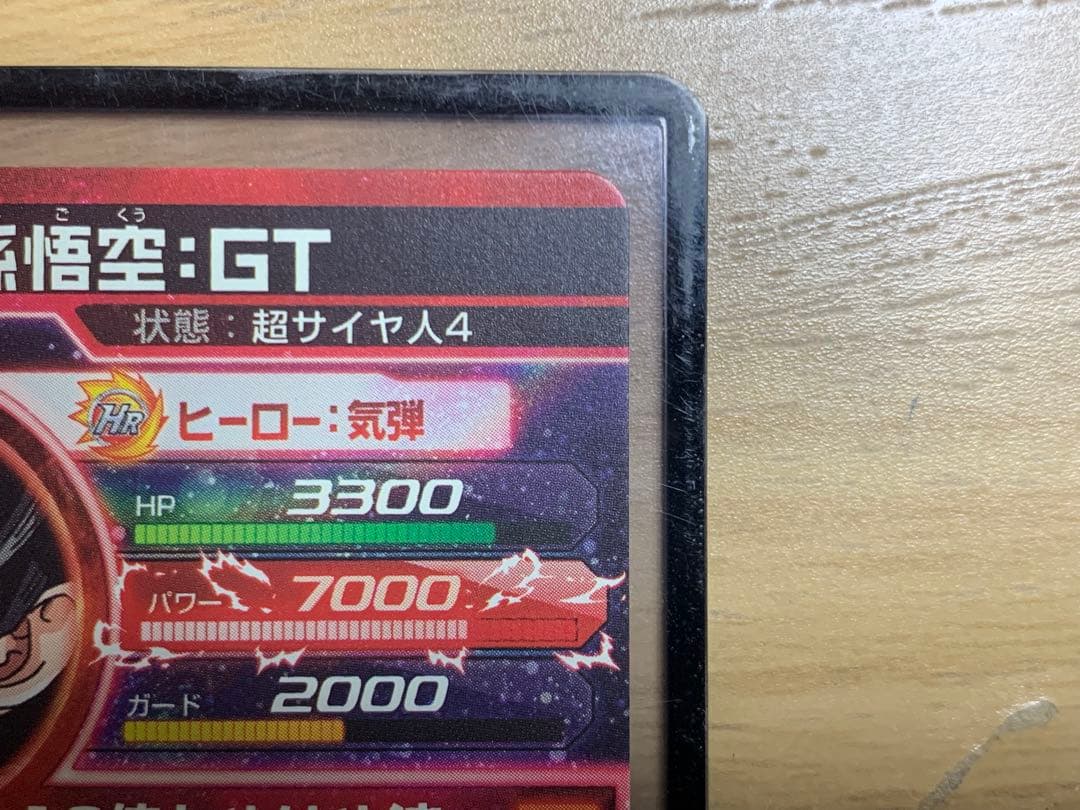 ごくう
悟空:GT
状態:超サイヤ人4
HR ヒーロー:気弾
HP 3300
パワー 7000
ガード 2000